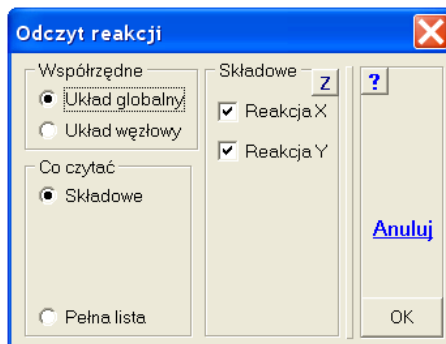 Odczyt reakcji
Współrzędne
Układ globalny
Układ węzłowy
Co czytać
Składowe
Pełna lista
Składowe
Z
Reakcja X
Reakcja Y
?
Anuluj
OK